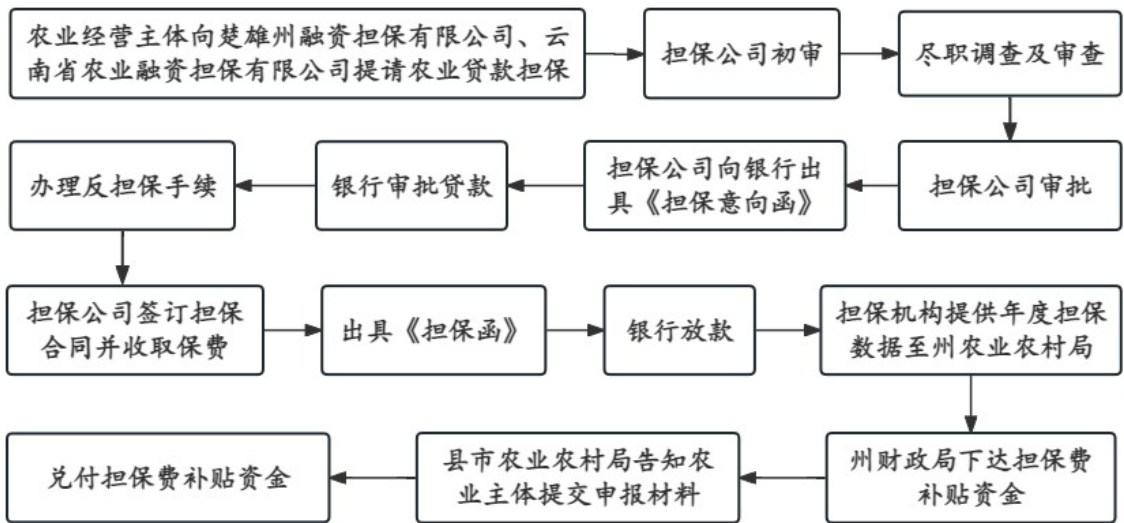 农业经营主体向楚雄州融资担保有限公司、云
南省农业融资担保有限公司提请农业贷款担保
担保公司初审
尽职调查及审查
担保公司审批
担保公司向银行出
具《担保意向函》
银行审批贷款
办理反担保手续
担保公司签订担保
合同并收取保费
出具《担保函》
银行放款
担保机构提供年度担保
数据至州农业农村局
州财政局下达担保费
补贴资金
县市农业农村局告知农
业主体提交申报材料
兑付担保费补贴资金